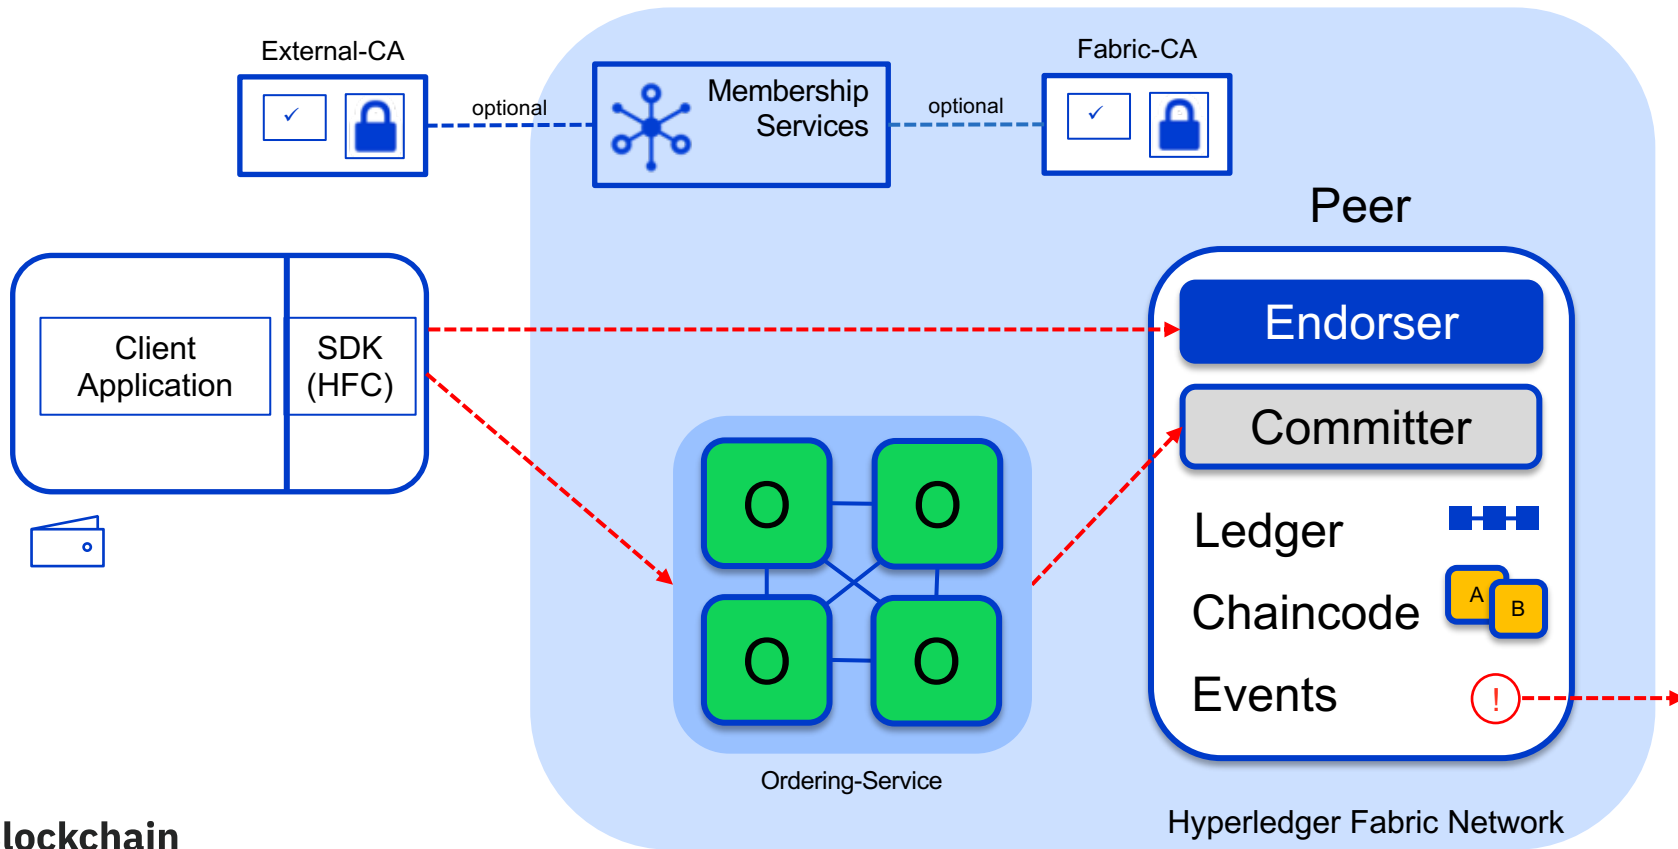 External-CA
Fabric-CA
optional
Membership
Services
optional
Peer
Client
Application
SDK
(HFC)
Endorser
Committer
O
O
O
O
Ledger
Chaincode
A
B
Events
!
Ordering-Service
Hyperledger Fabric Network
lockchain